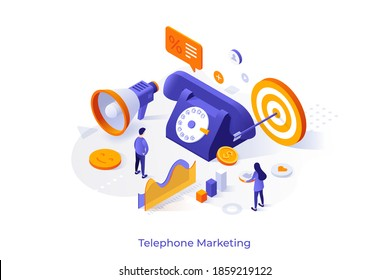 %
$
Telephone Marketing
shutterstock.com · 1859219122